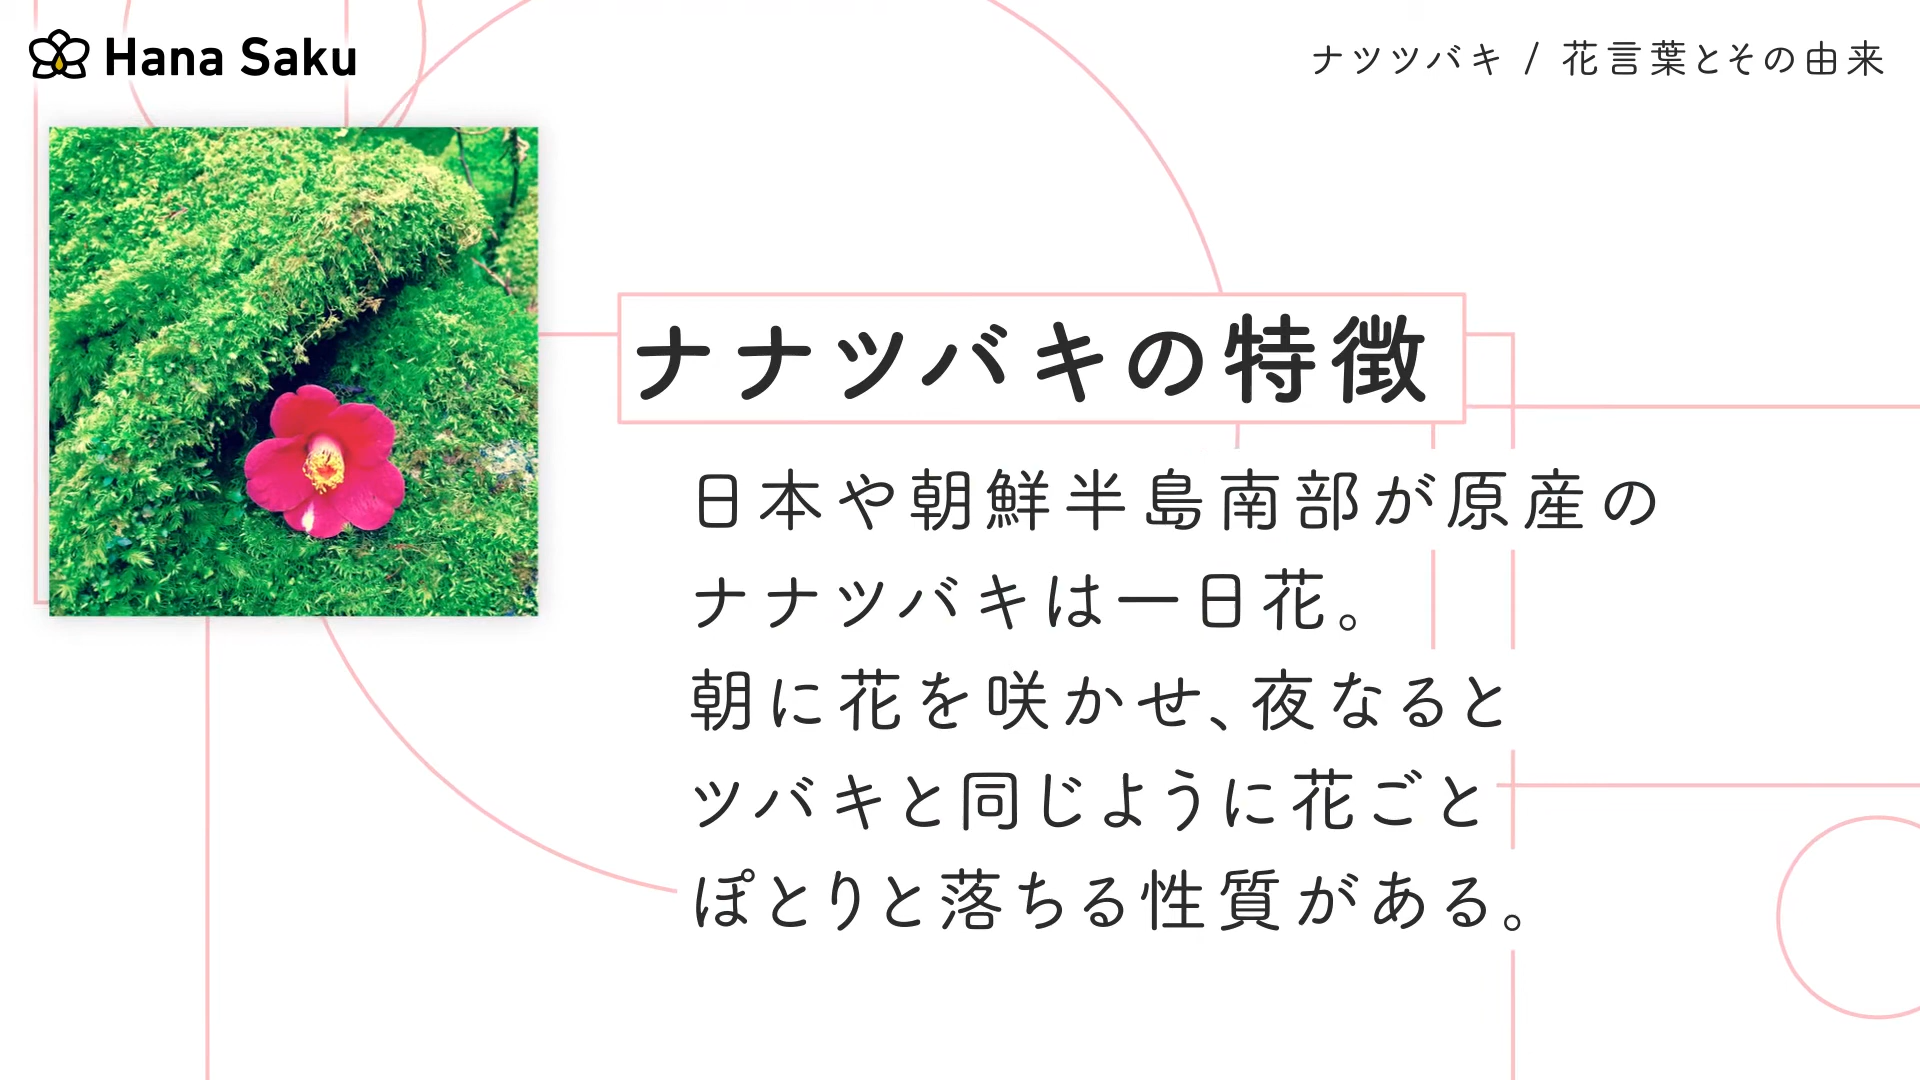 Hana Saku
ナツツバキ / 花言葉とその由来
ナナツバキの特徴
日本や朝鮮半島南部が原産の
ナナツバキは一日花。
朝に花を咲かせ、夜なると
ツバキと同じように花ごと
ぽとりと落ちる性質がある。